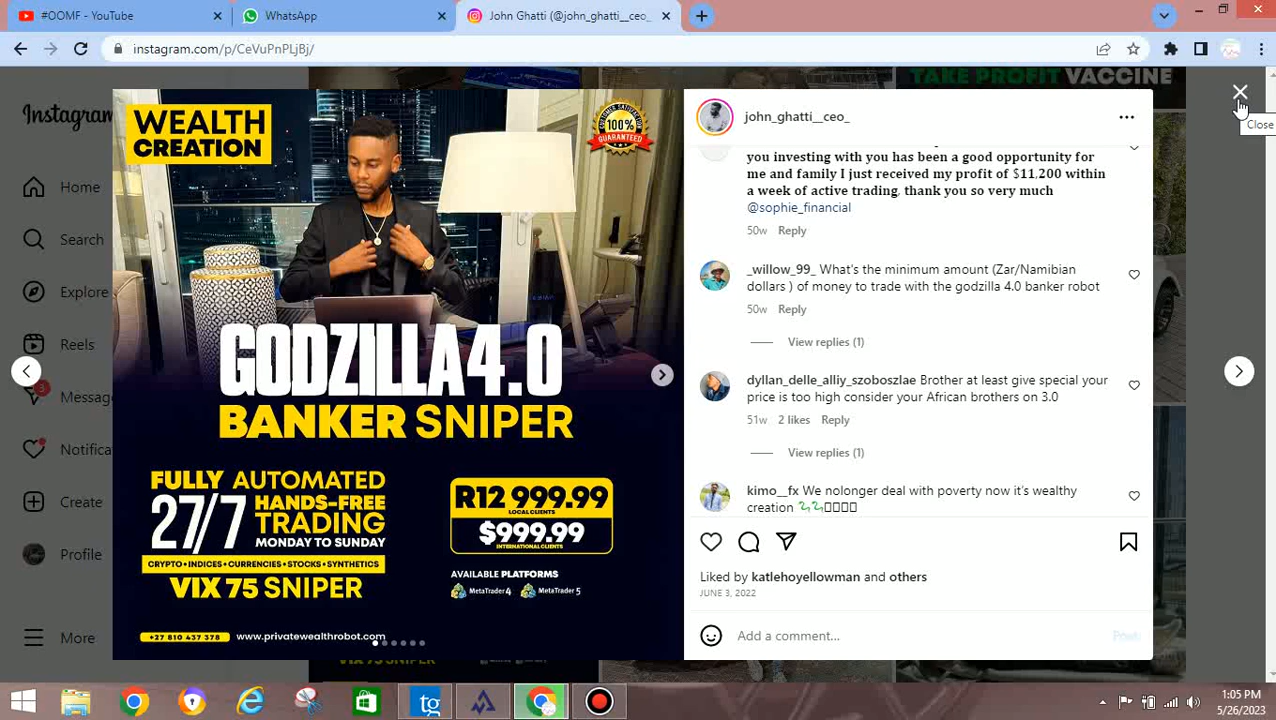 #OOMF - YouTube
WhatsApp
John Ghatti (@john_ghatti__ceo_
instagram.com/p/CeVuPnPLjBj/
TAKE PROFIT VACCINE
Instagram
Home
Search
Explore
Reels
3
Messag
Notifica
Create
Profile
More
WEALTH
CREATION
100%
GUARANTEED
GODZILLA4.0
BANKER SNIPER
FULLY AUTOMATED
27/7
HANDS-FREE
TRADING
MONDAY TO SUNDAY
CRYPTO•INDICES•CURRENCIES•STOCKS•SYNTHETICS
VIX 75 SNIPER
R12 999.99
LOCAL CLIENTS
$999.99
INTERNATIONAL CLIENTS
AVAILABLE PLATFORMS
MetaTrader 4
MetaTrader 5
+27 810 437 378
www.privatewealthrobot.com
VIX 75 SNIPER
john_ghatti__ceo_
you investing with you has been a good opportunity for
me and family I just received my profit of $11,200 within
a week of active trading, thank you so very much
@sophie_financial
50w Reply
_willow_99_ What's the minimum amount (Zar/Namibian
dollars ) of money to trade with the godzilla 4.0 banker robot
50w Reply
View replies (1)
dyllan_delle_alliy_szoboszlae Brother at least give special your
price is too high consider your African brothers on 3.0
51w 2 likes Reply
View replies (1)
kimo__fx We nolonger deal with poverty now it's wealthy
creation
Liked by katlehoyellowman and others
JUNE 3, 2022
Add a comment...
Post
Close
tg
1:05 PM
5/26/2023